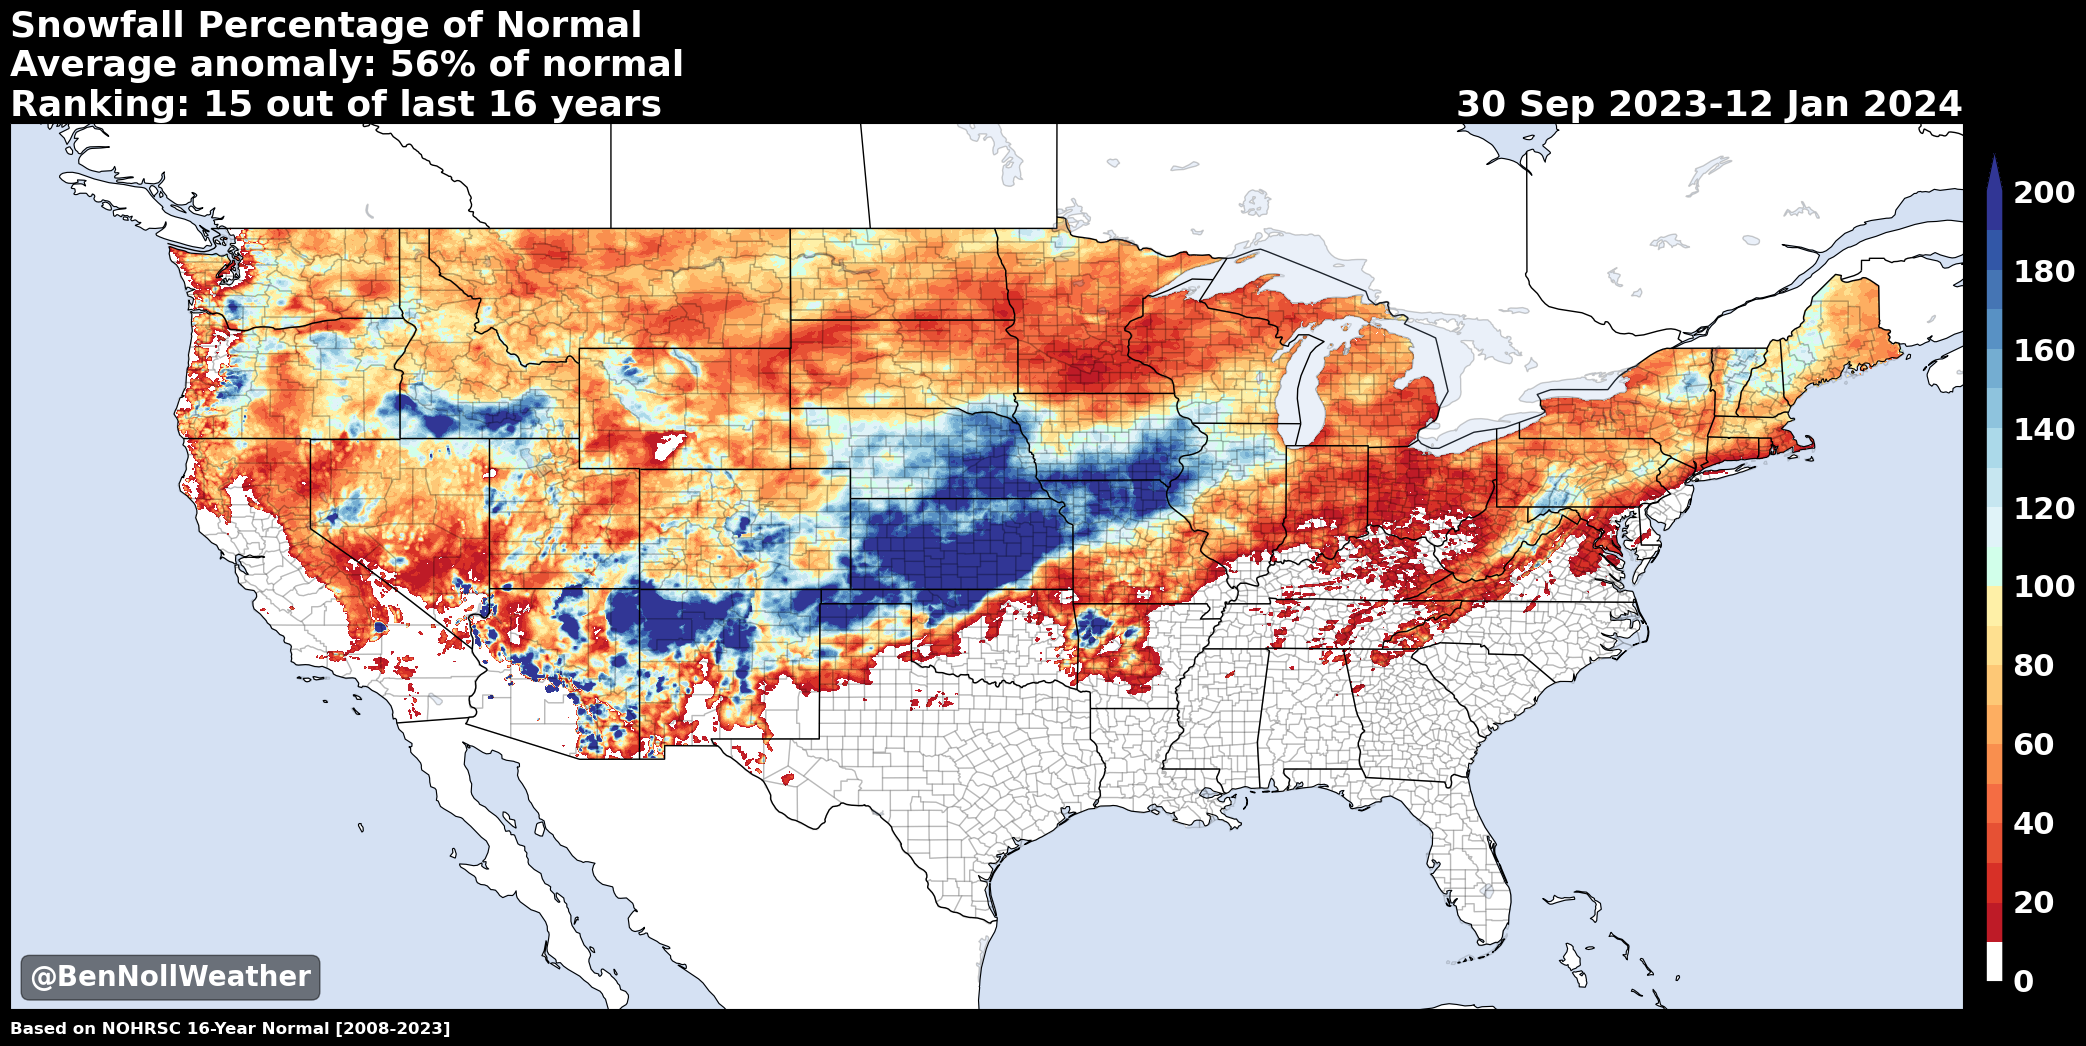 Snowfall Percentage of Normal
Average anomaly: 56% of normal
Ranking: 15 out of last 16 years
30 Sep 2023-12 Jan 2024
200
180
160
140
120
100
80
60
40
20
0
@BenNollWeather
Based on NOHRSC 16-Year Normal [2008-2023]